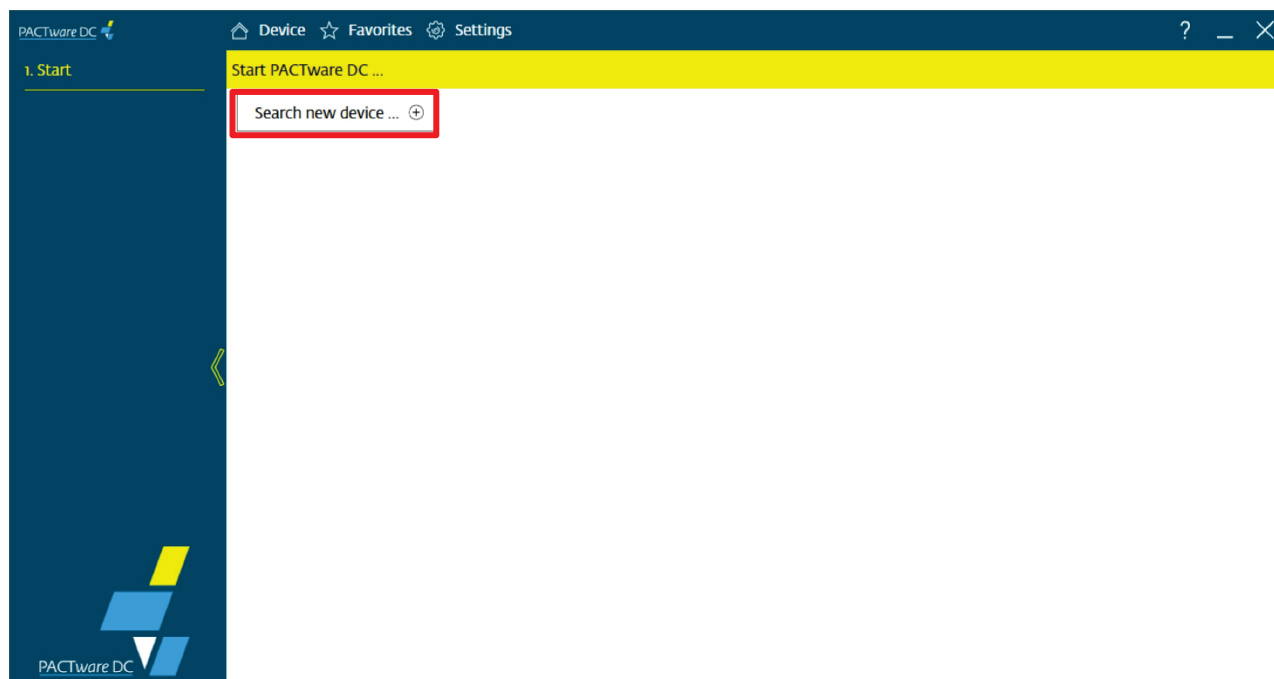 PACTware DC
Device Favorites Settings ?
1. Start
Start PACTware DC ...
Search new device ...
PACTware DC